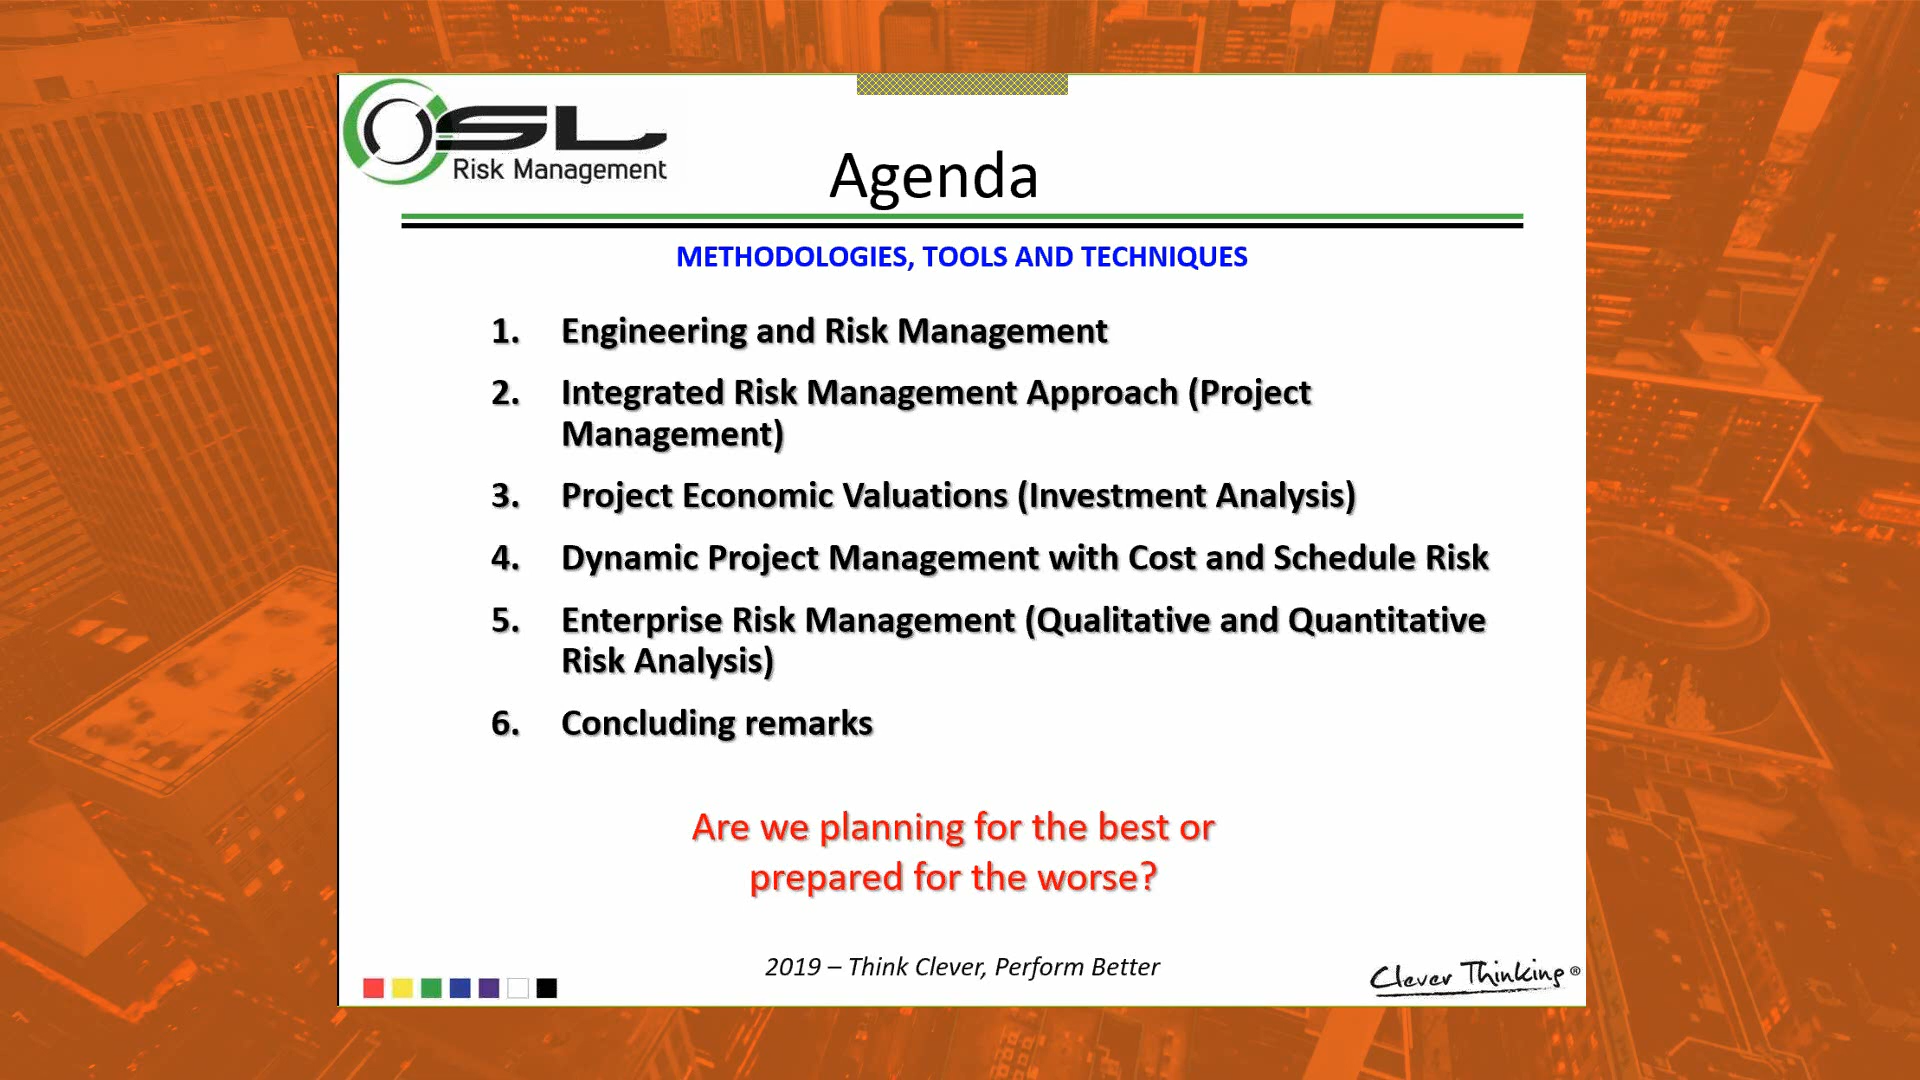 OSL
Risk Management
Agenda
METHODOLOGIES, TOOLS AND TECHNIQUES
1. Engineering and Risk Management
2. Integrated Risk Management Approach (Project
Management)
3. Project Economic Valuations (Investment Analysis)
4. Dynamic Project Management with Cost and Schedule Risk
5. Enterprise Risk Management (Qualitative and Quantitative
Risk Analysis)
6. Concluding remarks
Are we planning for the best or
prepared for the worse?
2019 – Think Clever, Perform Better
Clever Thinking®